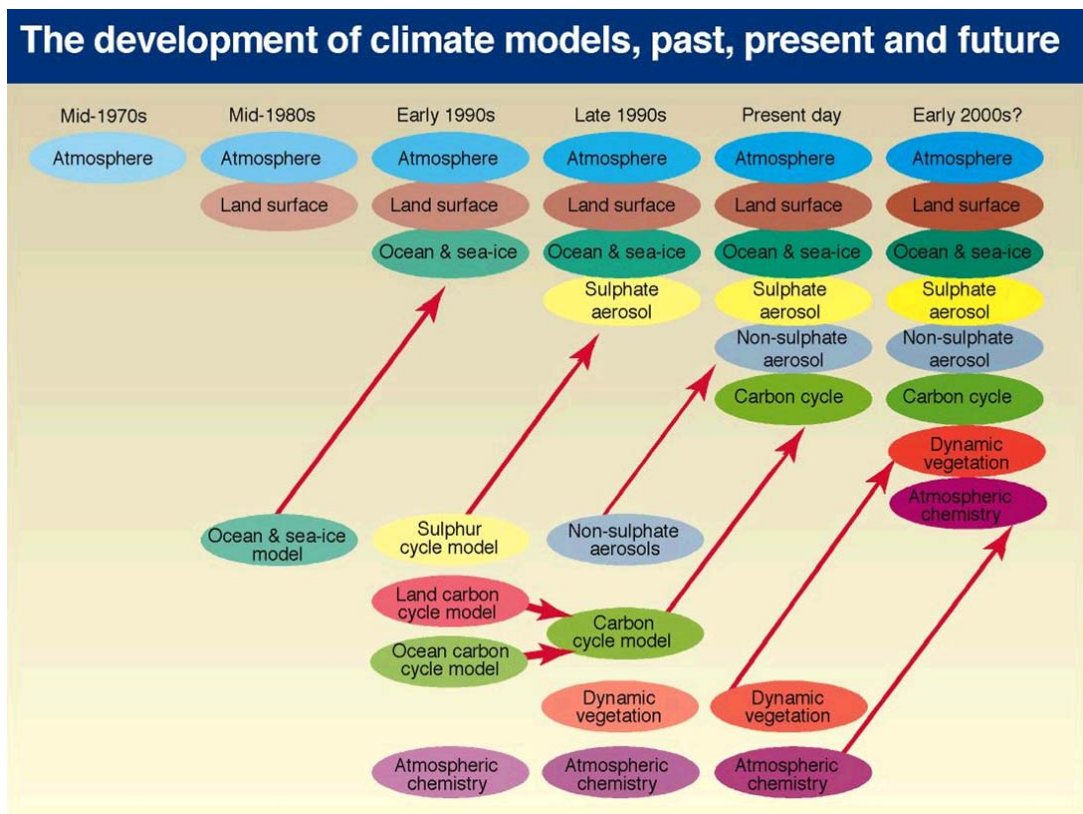 The development of climate models, past, present and future
Mid-1970s
Mid-1980s
Early 1990s
Late 1990s
Present day
Early 2000s?
Atmosphere
Atmosphere
Atmosphere
Atmosphere
Atmosphere
Atmosphere
Land surface
Land surface
Land surface
Land surface
Land surface
Ocean & sea-ice
Ocean & sea-ice
Ocean & sea-ice
Ocean & sea-ice
Sulphate
aerosol
Sulphate
aerosol
Sulphate
aerosol
Non-sulphate
aerosol
Non-sulphate
aerosol
Carbon cycle
Carbon cycle
Dynamic
vegetation
Atmospheric
chemistry
Ocean & sea-ice
model
Sulphur
cycle model
Non-sulphate
aerosols
Land carbon
cycle model
Carbon
cycle model
Ocean carbon
cycle model
Dynamic
vegetation
Dynamic
vegetation
Atmospheric
chemistry
Atmospheric
chemistry
Atmospheric
chemistry